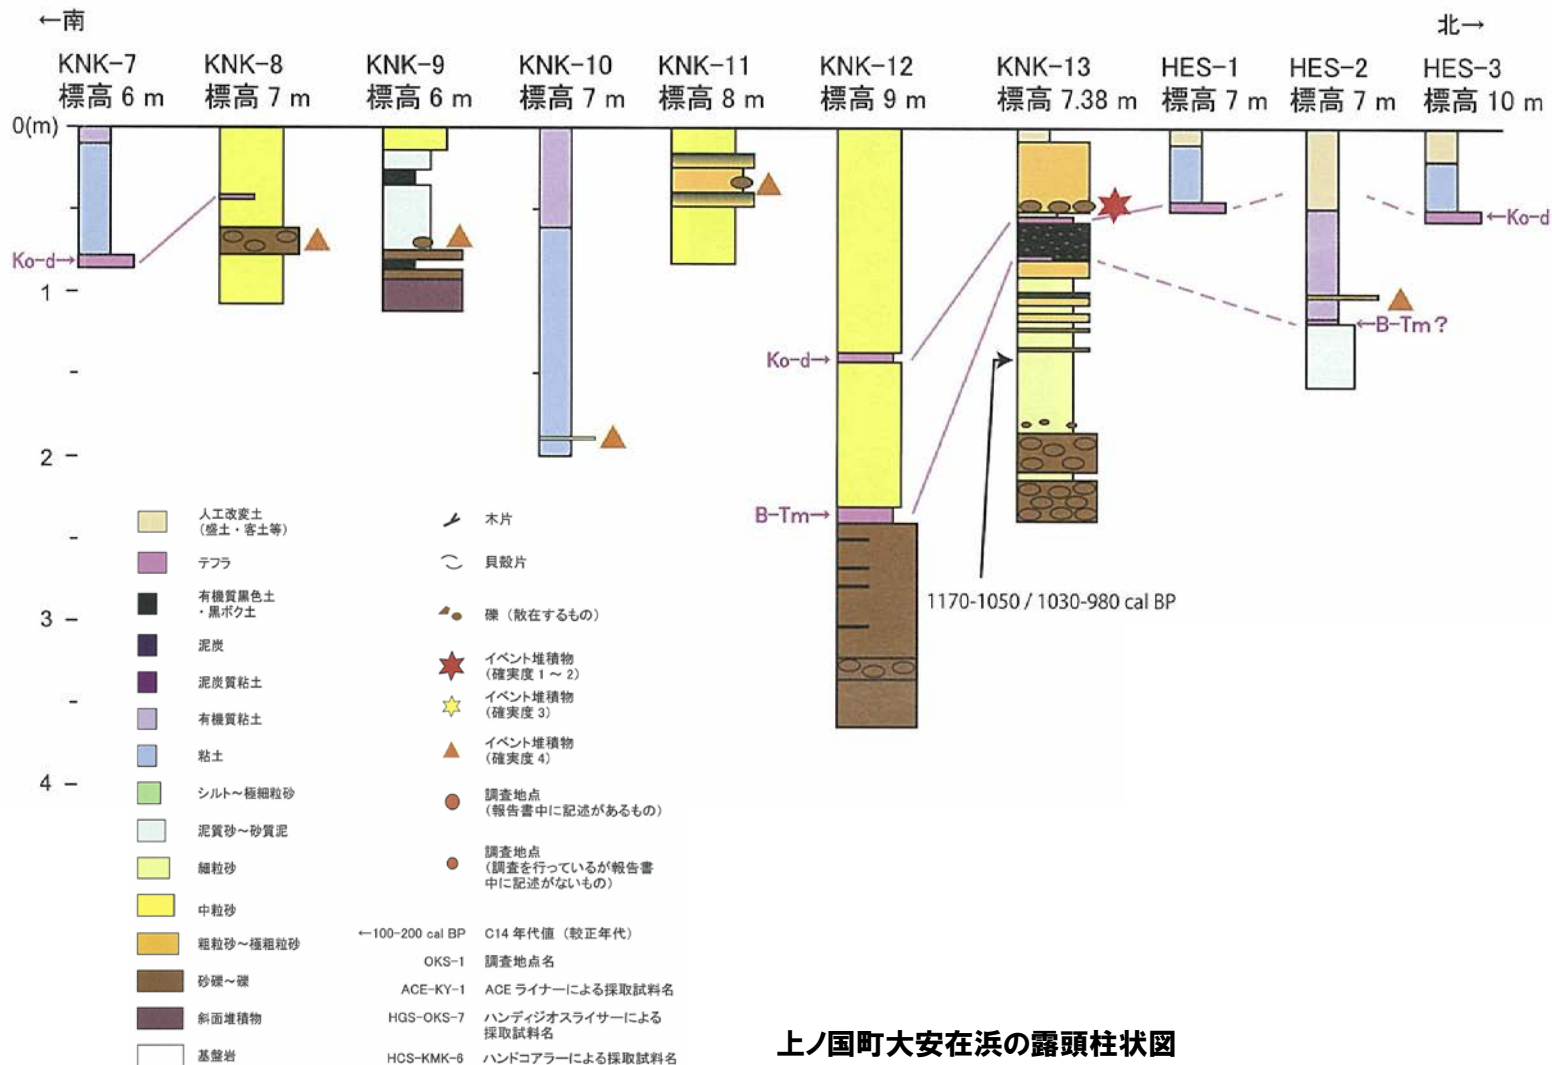 ←南
北→
KNK-7
標高 6 m
KNK-8
標高 7 m
KNK-9
標高 6 m
KNK-10
標高 7 m
KNK-11
標高 8 m
KNK-12
標高 9 m
KNK-13
標高 7.38 m
HES-1
標高 7 m
HES-2
標高 7 m
HES-3
標高 10 m
0(m)
1
2
3
4
Ko-d→
Ko-d→
B-Tm→
←Ko-d
←B-Tm?
1170-1050 / 1030-980 cal BP
人工改変土
(盛土・客土等)
テフラ
有機質黒色土
・黒ボク土
泥炭
泥炭質粘土
有機質粘土
粘土
シルト~極細粒砂
泥質砂~砂質泥
細粒砂
中粒砂
粗粒砂~極粗粒砂
砂礫~礫
斜面堆積物
基盤岩
木片
貝殻片
礫(散在するもの)
イベント堆積物
(確実度 1 ~ 2)
イベント堆積物
(確実度 3)
イベント堆積物
(確実度 4)
調査地点
(報告書中に記述があるもの)
調査地点
(調査を行っているが報告書
中に記述がないもの)
←100-200 cal BP C14 年代値(較正年代)
OKS-1 調査地点名
ACE-KY-1 ACE ライナーによる採取試料名
HGS-OKS-7 ハンディジオスライサーによる
採取試料名
HCS-KMK-6 ハンドコアラーによる採取試料名
上ノ国町大安在浜の露頭柱状図